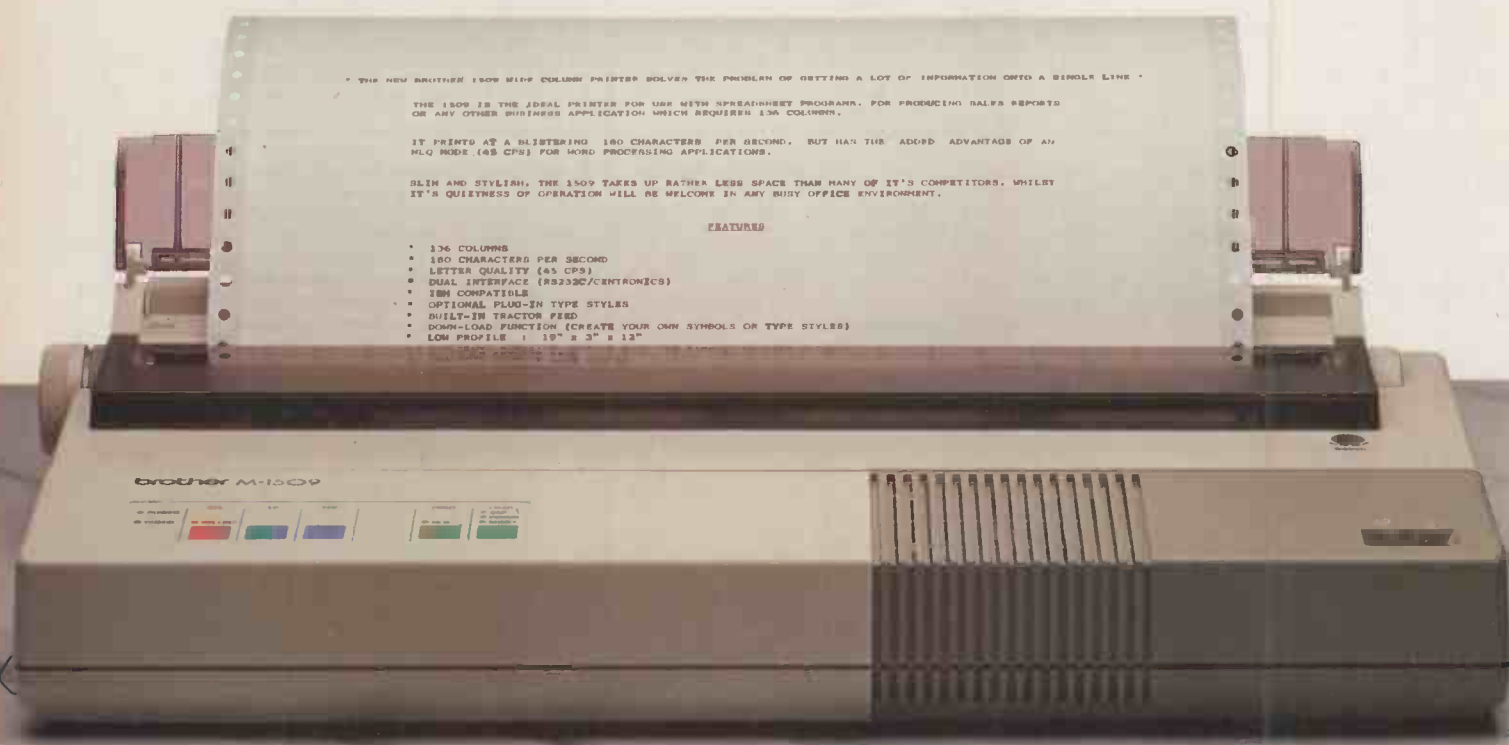 * THE NEW BROTHER 1509 WIDE COLUMN PRINTER SOLVES THE PROBLEM OF GETTING A LOT OF INFORMATION ONTO A SINGLE LINE *
THE 1509 IS THE IDEAL PRINTER FOR USE WITH SPREADSHEET PROGRAMS, FOR PRODUCING SALES REPORTS
OR ANY OTHER BUSINESS APPLICATION WHICH REQUIRES 136 COLUMNS.
IT PRINTS AT A BLISTERING 180 CHARACTERS PER SECOND, BUT HAS THE ADDED ADVANTAGE OF AN
NLQ MODE (45 CPS) FOR WORD PROCESSING APPLICATIONS.
SLIM AND STYLISH, THE 1509 TAKES UP RATHER LESS SPACE THAN MANY OF IT'S COMPETITORS, WHILST
IT'S QUIETNESS OF OPERATION WILL BE WELCOME IN ANY BUSY OFFICE ENVIRONMENT.
FEATURES
* 136 COLUMNS
* 180 CHARACTERS PER SECOND
* LETTER QUALITY (45 CPS)
* DUAL INTERFACE (RS232C/CENTRONICS)
* IBM COMPATIBLE
* OPTIONAL PLUG-IN TYPE STYLES
* BUILT-IN TRACTOR FEED
* DOWN-LOAD FUNCTION (CREATE YOUR OWN SYMBOLS OR TYPE STYLES)
* LOW PROFILE : 19" x 3" x 13"
brother M-1509